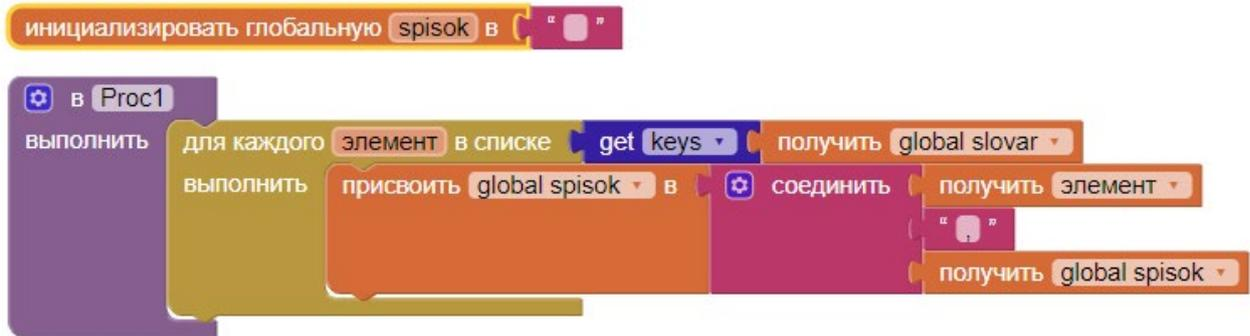 инициализировать глобальную spisok в “ ”
в Proc1
выполнить для каждого элемент в списке get keys получить global slovar
выполнить присвоить global spisok в соединить получить элемент
“ , ”
получить global spisok